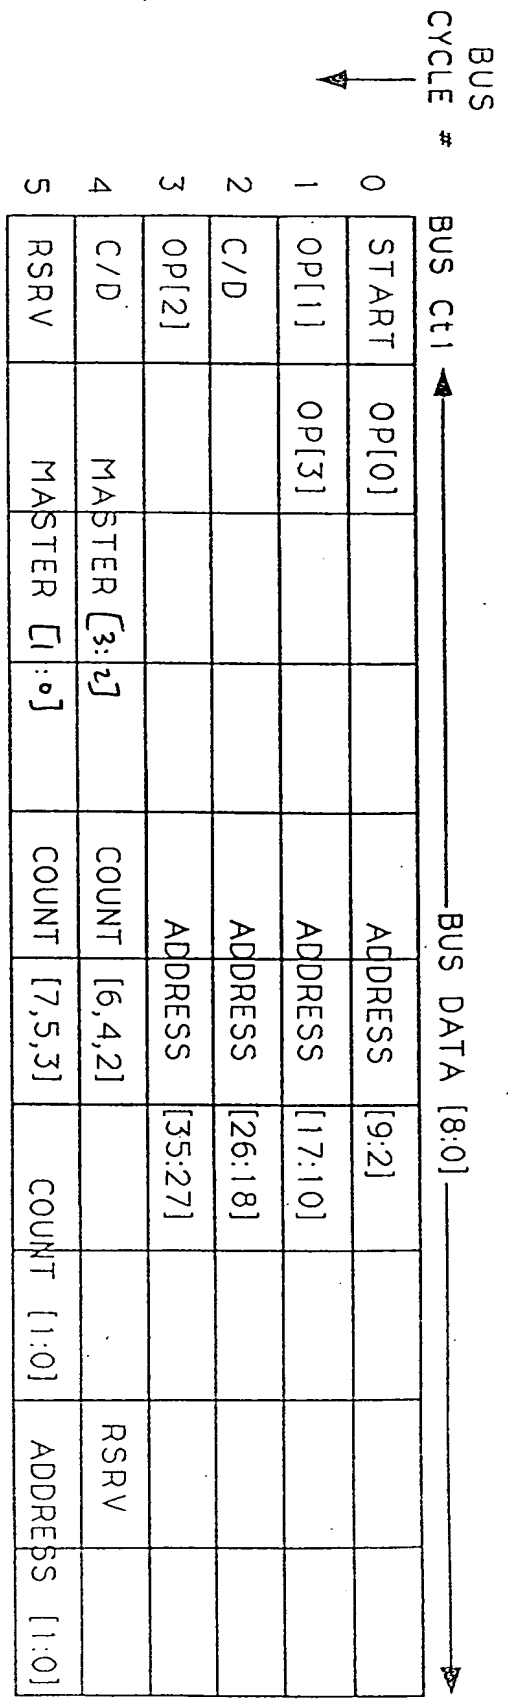 BUS
CYCLE #
BUS Ctl
BUS DATA [8:0]
0 START OP[0] ADDRESS [9:2]
1 OP[1] OP[3] ADDRESS [17:10]
2 C/D ADDRESS [26:18]
3 OP[2] ADDRESS [35:27]
4 C/D MASTER [3:2] COUNT [6,4,2] RSRV
5 RSRV MASTER [1:0] COUNT [7,5,3] COUNT [1:0] ADDRESS [1:0]